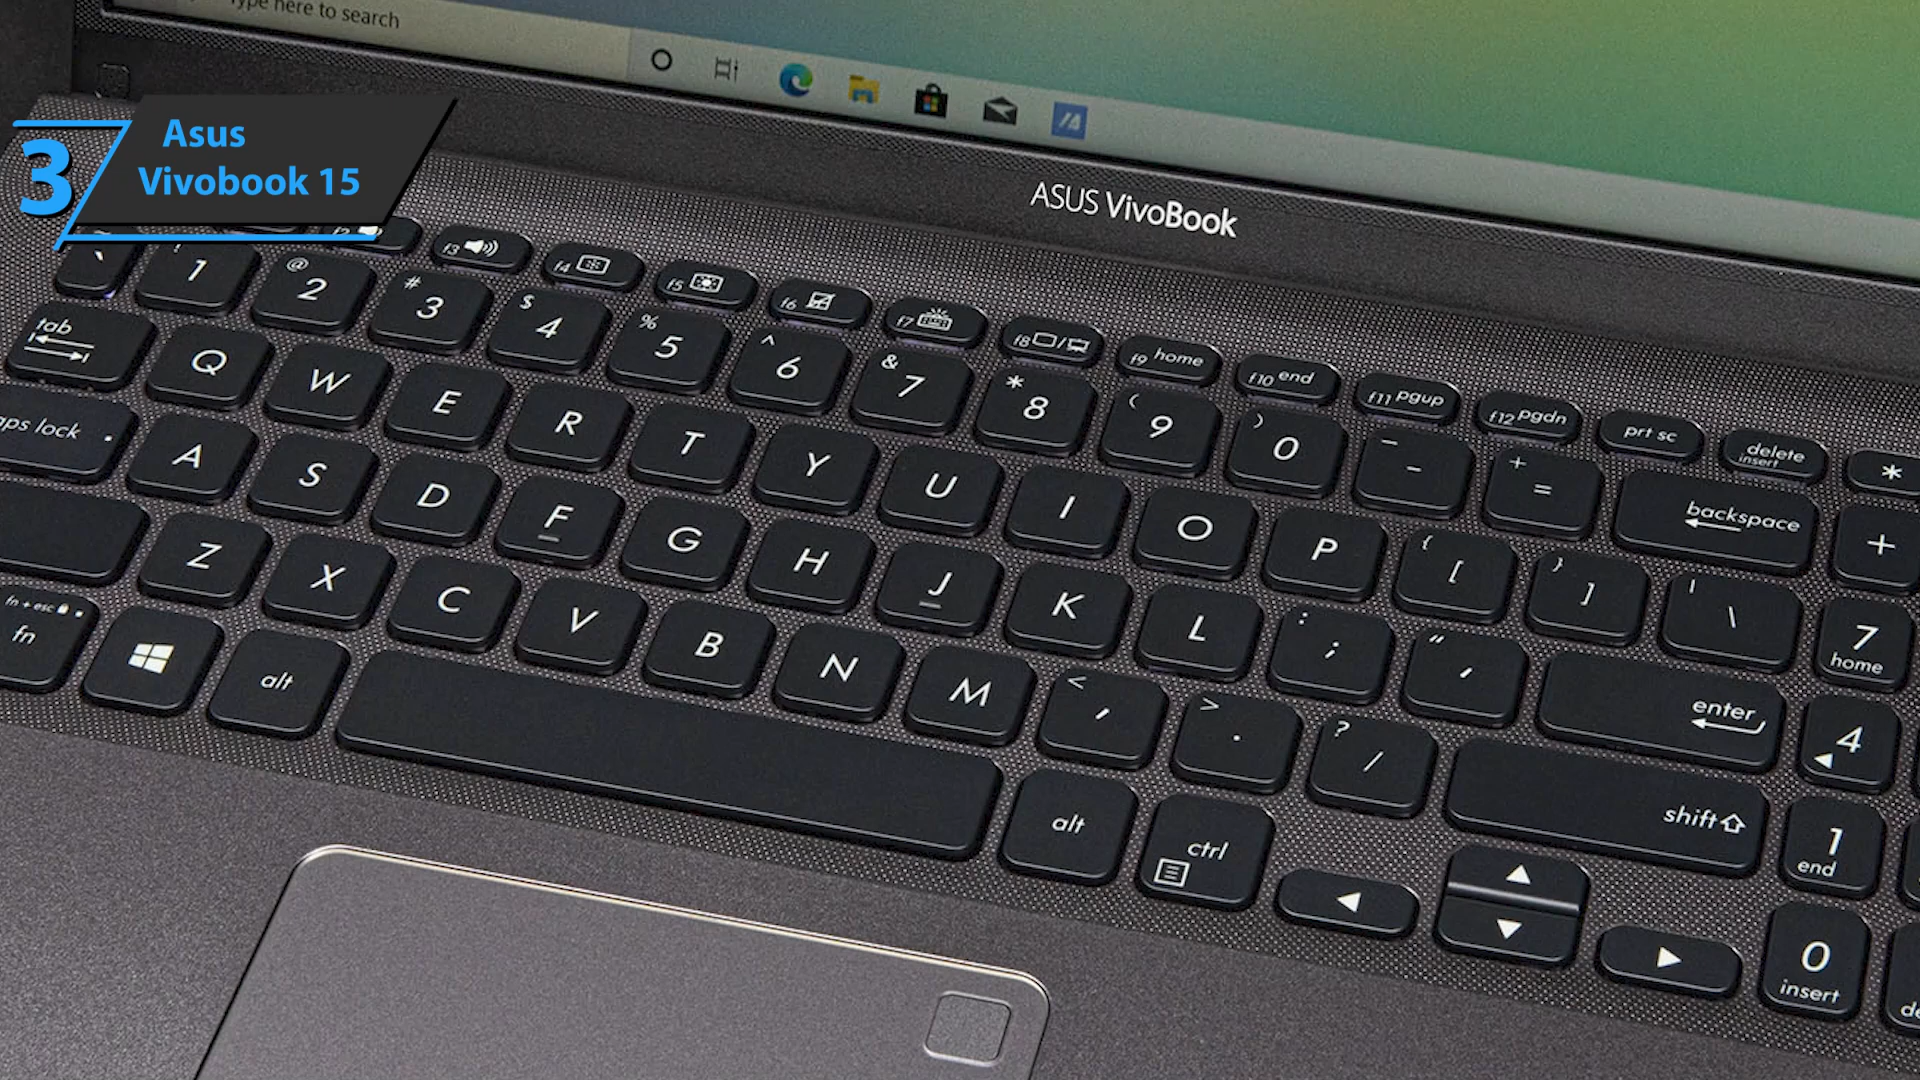 Type here to search
3
Asus
Vivobook 15
ASUS VivoBook
f2
f3
f4
f5
f6
f7
f8
f9 home
f10 end
f11 pgup
f12 pgdn
prt sc
delete
insert
*
~ `
! 1
@ 2
# 3
$ 4
% 5
^ 6
& 7
* 8
( 9
) 0
_ -
+ =
backspace
+
tab
Q W E R T Y U I O P
{ [
} ]
| \
7
home
caps lock
A S D F G H J K L
: ;
" '
enter
4
Z X C V B N M
< ,
> .
? /
shift
1
end
fn + esc
fn
alt
alt
ctrl
0
insert